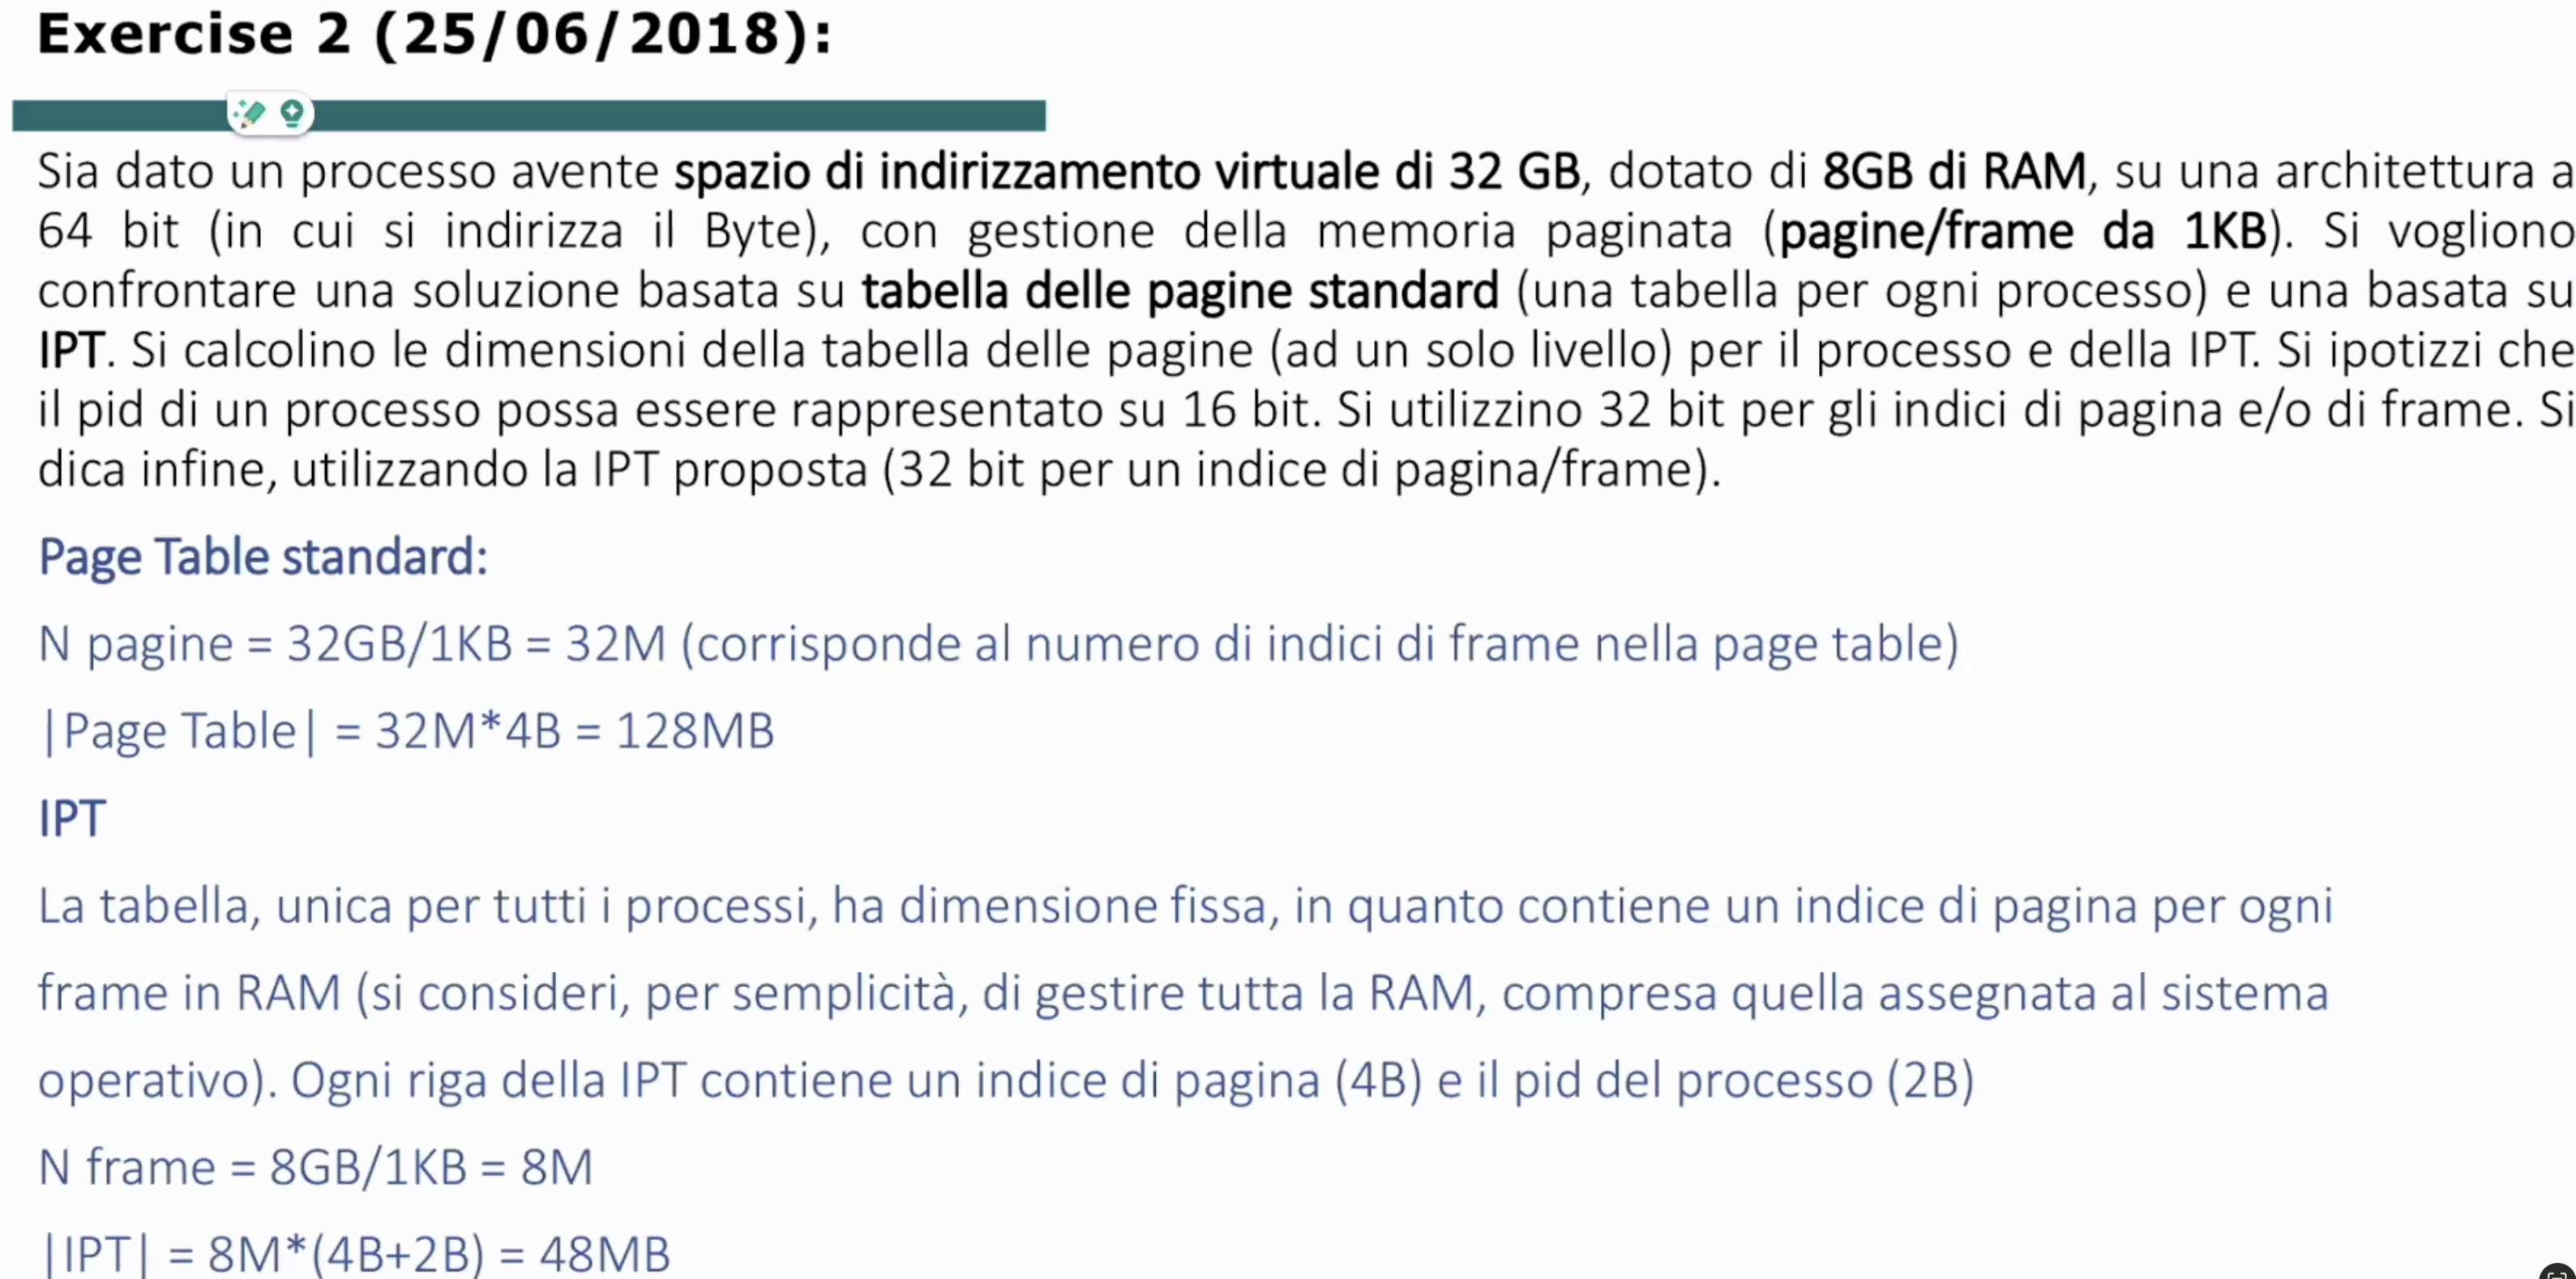 Exercise 2 (25/06/2018):
Sia dato un processo avente spazio di indirizzamento virtuale di 32 GB, dotato di 8GB di RAM, su una architettura a
64 bit (in cui si indirizza il Byte), con gestione della memoria paginata (pagine/frame da 1KB). Si vogliono
confrontare una soluzione basata su tabella delle pagine standard (una tabella per ogni processo) e una basata su
IPT. Si calcolino le dimensioni della tabella delle pagine (ad un solo livello) per il processo e della IPT. Si ipotizzi che
il pid di un processo possa essere rappresentato su 16 bit. Si utilizzino 32 bit per gli indici di pagina e/o di frame. Si
dica infine, utilizzando la IPT proposta (32 bit per un indice di pagina/frame).
Page Table standard:
N pagine = 32GB/1KB = 32M (corrisponde al numero di indici di frame nella page table)
|Page Table| = 32M*4B = 128MB
IPT
La tabella, unica per tutti i processi, ha dimensione fissa, in quanto contiene un indice di pagina per ogni
frame in RAM (si consideri, per semplicità, di gestire tutta la RAM, compresa quella assegnata al sistema
operativo). Ogni riga della IPT contiene un indice di pagina (4B) e il pid del processo (2B)
N frame = 8GB/1KB = 8M
|IPT| = 8M*(4B+2B) = 48MB